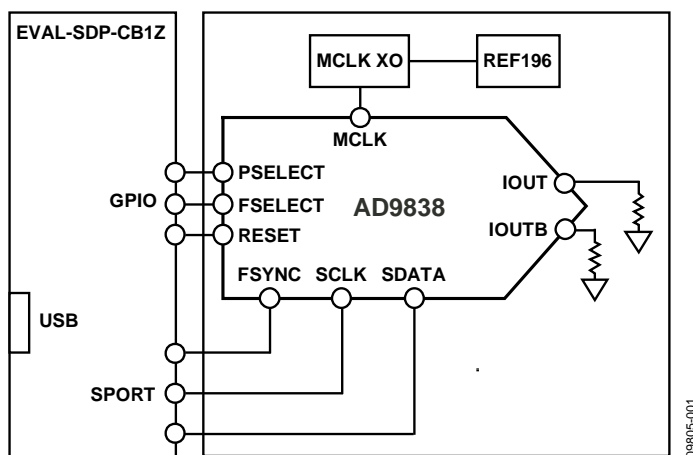 EVAL-SDP-CB1Z
MCLK XO
REF196
MCLK
PSELECT
GPIO
FSELECT
RESET
AD9838
IOUT
IOUTB
FSYNC SCLK SDATA
USB
SPORT
09805-001